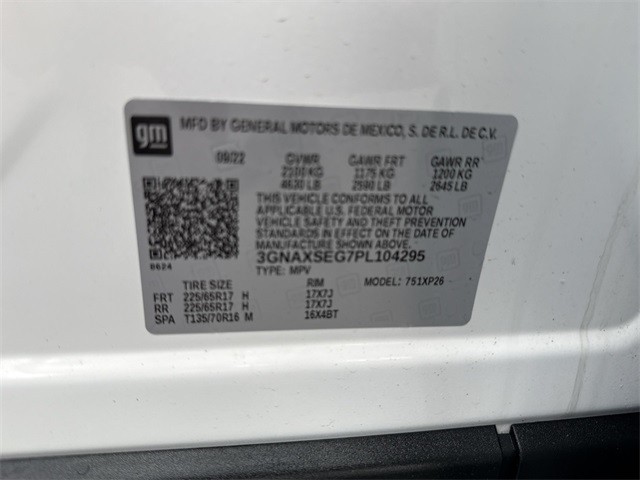 gm MFD BY GENERAL MOTORS DE MEXICO, S. DE R.L. DE C.V.
09/22 GVWR GAWR FRT GAWR RR
2100 KG 1175 KG 1200 KG
4630 LB 2590 LB 2645 LB
THIS VEHICLE CONFORMS TO ALL
APPLICABLE U.S. FEDERAL MOTOR
VEHICLE SAFETY AND THEFT PREVENTION
STANDARDS IN EFFECT ON THE DATE OF
MANUFACTURE SHOWN ABOVE.
3GNAXSEG7PL104295
0624 TYPE: MPV MODEL: 751XP26
TIRE SIZE RIM
FRT 225/65R17 H 17X7J
RR 225/65R17 H 17X7J
SPA T135/70R16 M 16X4BT